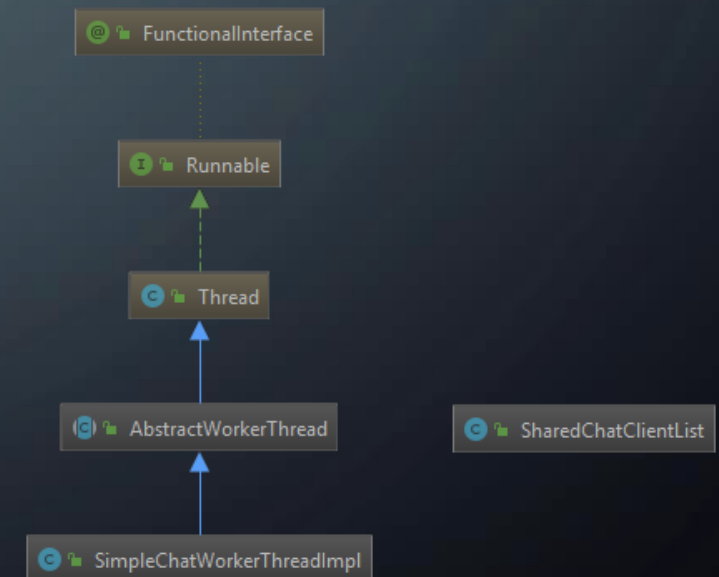 @ FunctionalInterface
I Runnable
C Thread
C AbstractWorkerThread
C SharedChatClientList
C SimpleChatWorkerThreadImpl